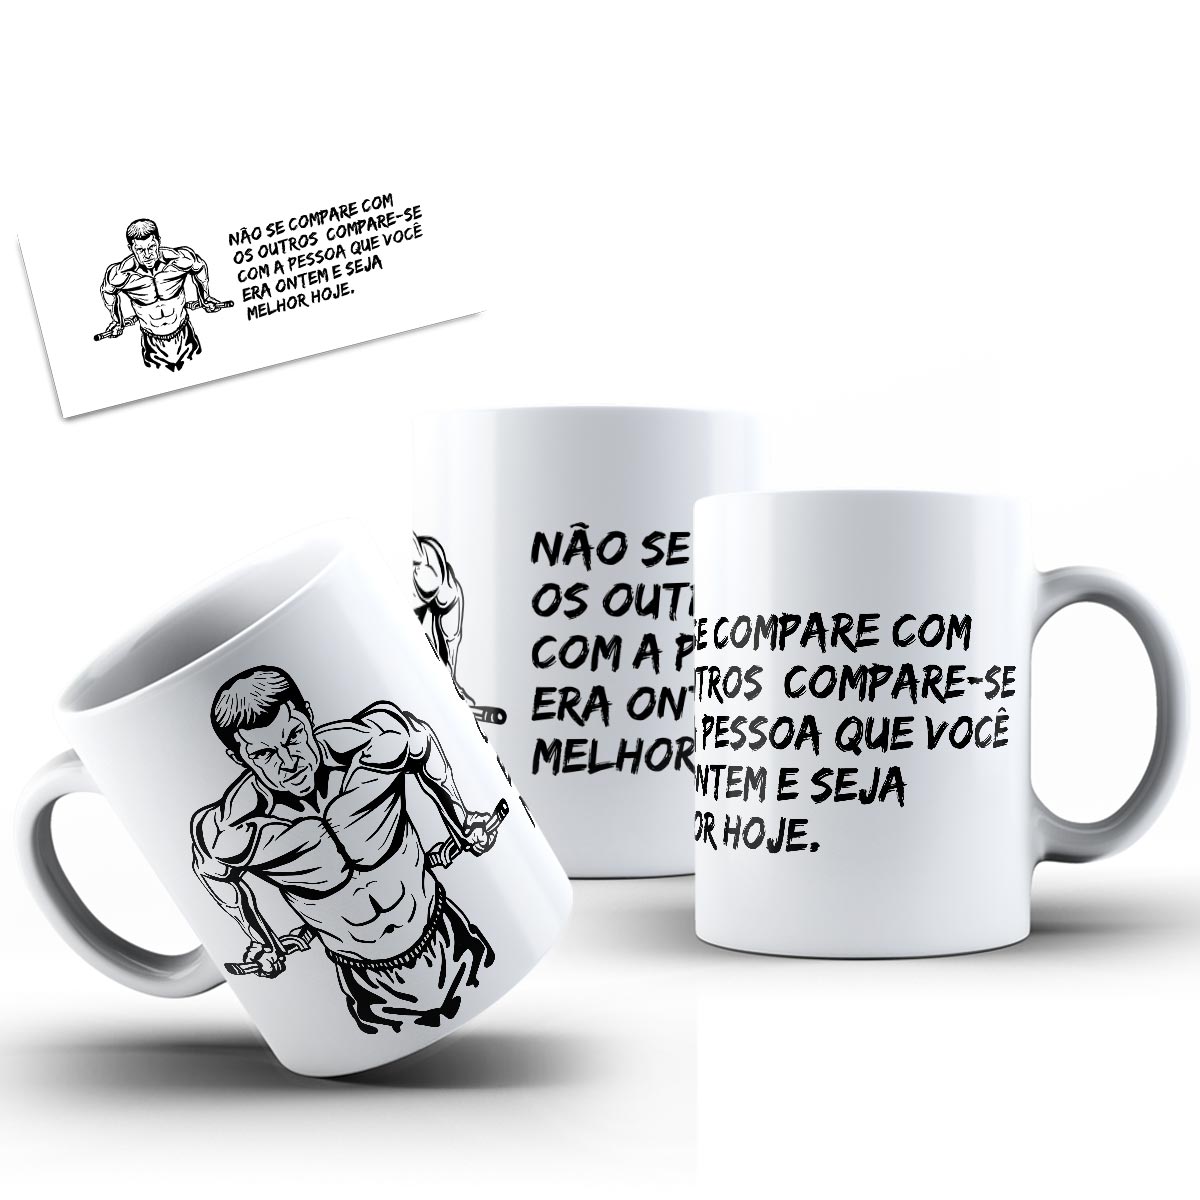 NÃO SE COMPARE COM
OS OUTROS COMPARE-SE
COM A PESSOA QUE VOCÊ
ERA ONTEM E SEJA
MELHOR HOJE.
NÃO SE
OS OUT
COM A P
ERA ON
MELHOR
SE COMPARE COM
TROS COMPARE-SE
PESSOA QUE VOCÊ
NTEM E SEJA
OR HOJE.